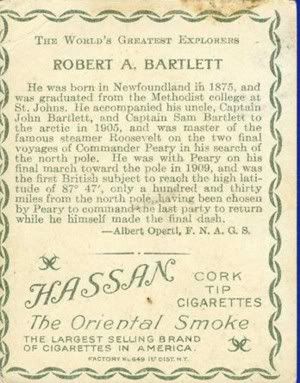 THE WORLD'S GREATEST EXPLORERS
ROBERT A. BARTLETT
He was born in Newfoundland in 1875, and
was graduated from the Methodist college at
St. Johns. He accompanied his uncle, Captain
John Bartlett, and Captain Sam Bartlett to
the arctic in 1905, and was master of the
famous steamer Roosevelt on the two final
voyages of Commander Peary in his search of
the north pole. He was with Peary on his
final march toward the pole in 1909, and was
the first British subject to reach the high lati-
tude of 87° 47', only a hundred and thirty
miles from the north pole, having been chosen
by Peary to command the last party to return
while he himself made the final dash.
—Albert Operti, F. N. A. G. S.
HASSAN
CORK
TIP
CIGARETTES
The Oriental Smoke
THE LARGEST SELLING BRAND
OF CIGARETTES IN AMERICA.
FACTORY No. 649 1ST DIST. N.Y.